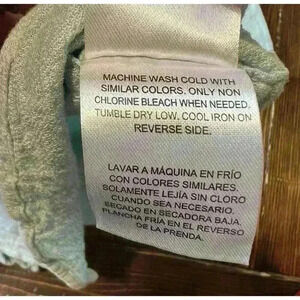 MACHINE WASH COLD WITH
SIMILAR COLORS. ONLY NON
CHLORINE BLEACH WHEN NEEDED.
TUMBLE DRY LOW. COOL IRON ON
REVERSE SIDE.
LAVAR A MÁQUINA EN FRÍO
CON COLORES SIMILARES.
SOLAMENTE LEJÍA SIN CLORO
CUANDO SEA NECESARIO.
SECADO EN SECADORA BAJA.
PLANCHA FRÍA EN EL REVERSO
DE LA PRENDA.